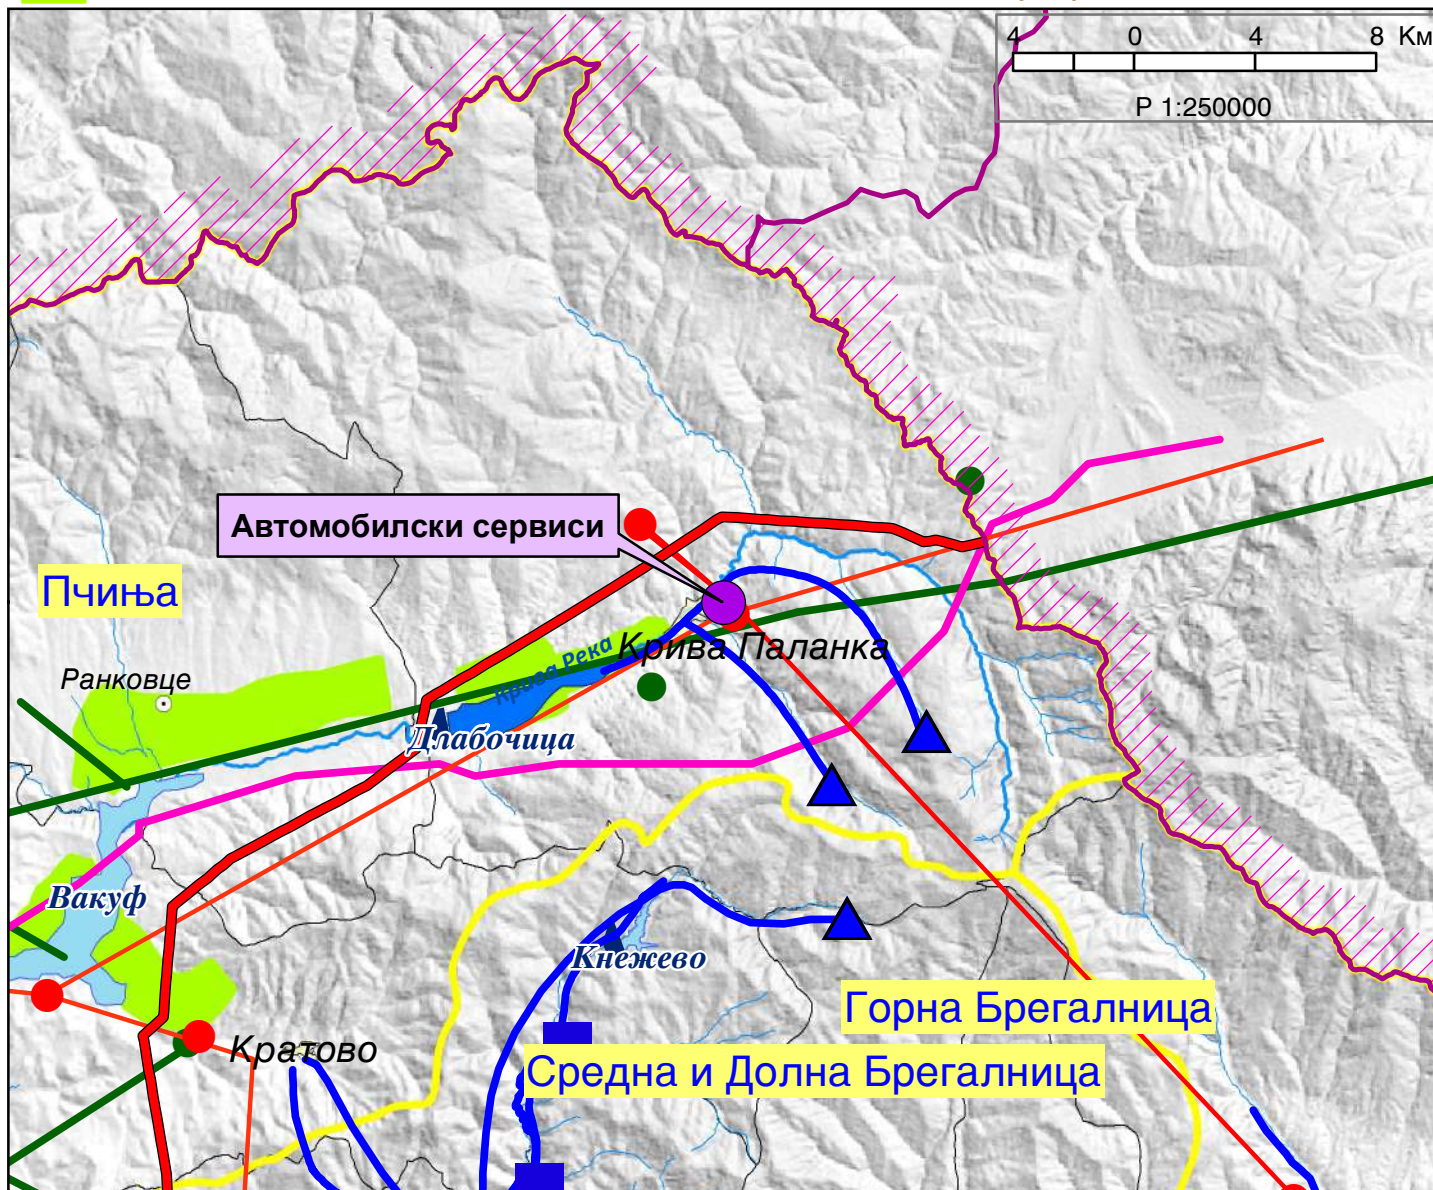 4 0 4 8 Км
Р 1:250000
Автомобилски сервиси
Пчиња
Крива Река
Крива Паланка
Ранковце
Длабочица
Вакуф
Кнежево
Горна Брегалница
Кратово
Средна и Долна Брегалница